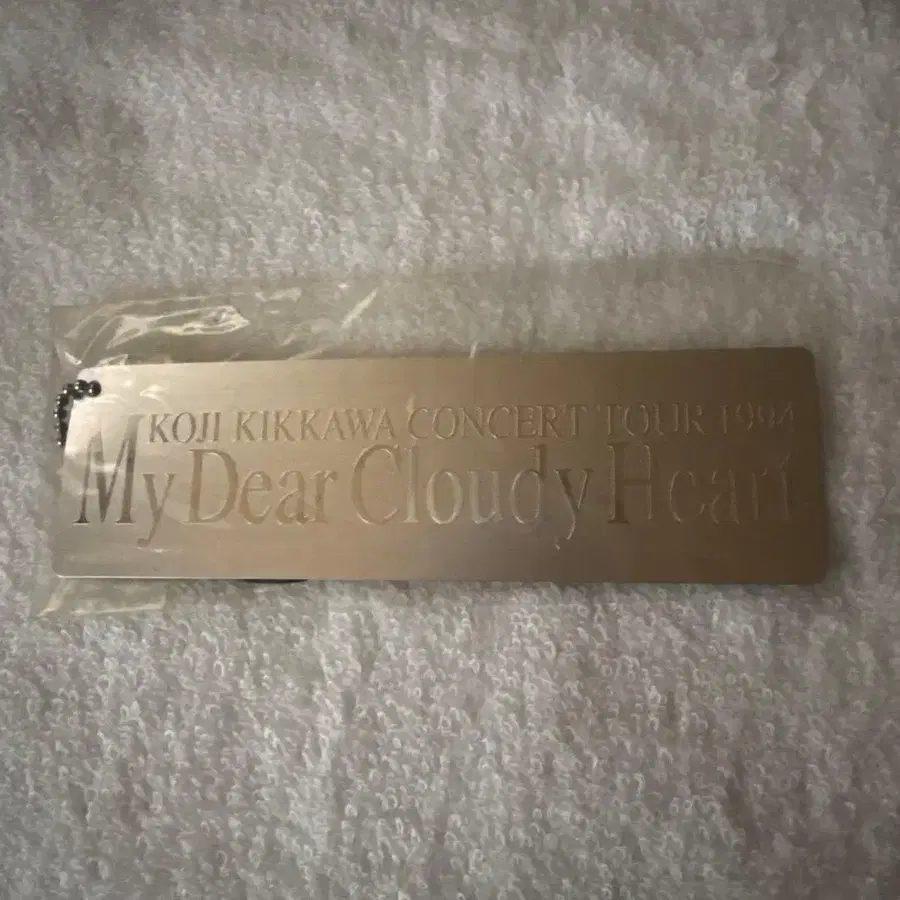 KOJI KIKKAWA CONCERT TOUR 1994
My Dear Cloudy Heart